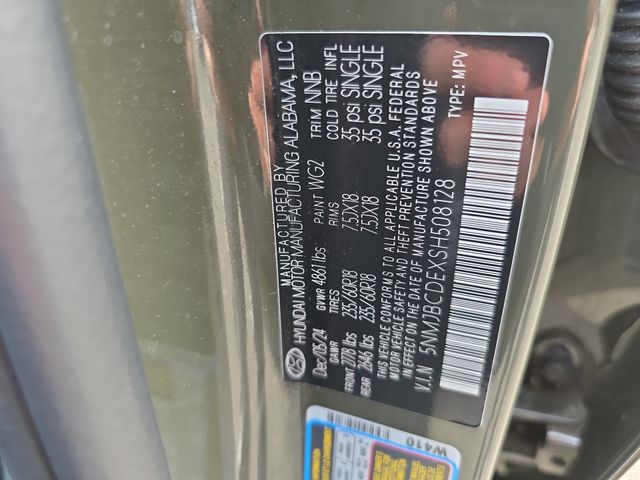 MANUFACTURED BY
HYUNDAI MOTOR MANUFACTURING ALABAMA, LLC
Dec/05/24 GVWR 4861 lbs PAINT WG2 TRIM NNB
GAWR TIRES RIMS COLD TIRE INFL
FRONT 2778 lbs 235/60R18 7.5JX18 35 psi SINGLE
REAR 2646 lbs 235/60R18 7.5JX18 35 psi SINGLE
THIS VEHICLE CONFORMS TO ALL APPLICABLE U.S.A. FEDERAL
MOTOR VEHICLE SAFETY AND THEFT PREVENTION STANDARDS
IN EFFECT ON THE DATE OF MANUFACTURE SHOWN ABOVE
V.I.N 5NMJBCDEXSH508128 TYPE: MPV
W410